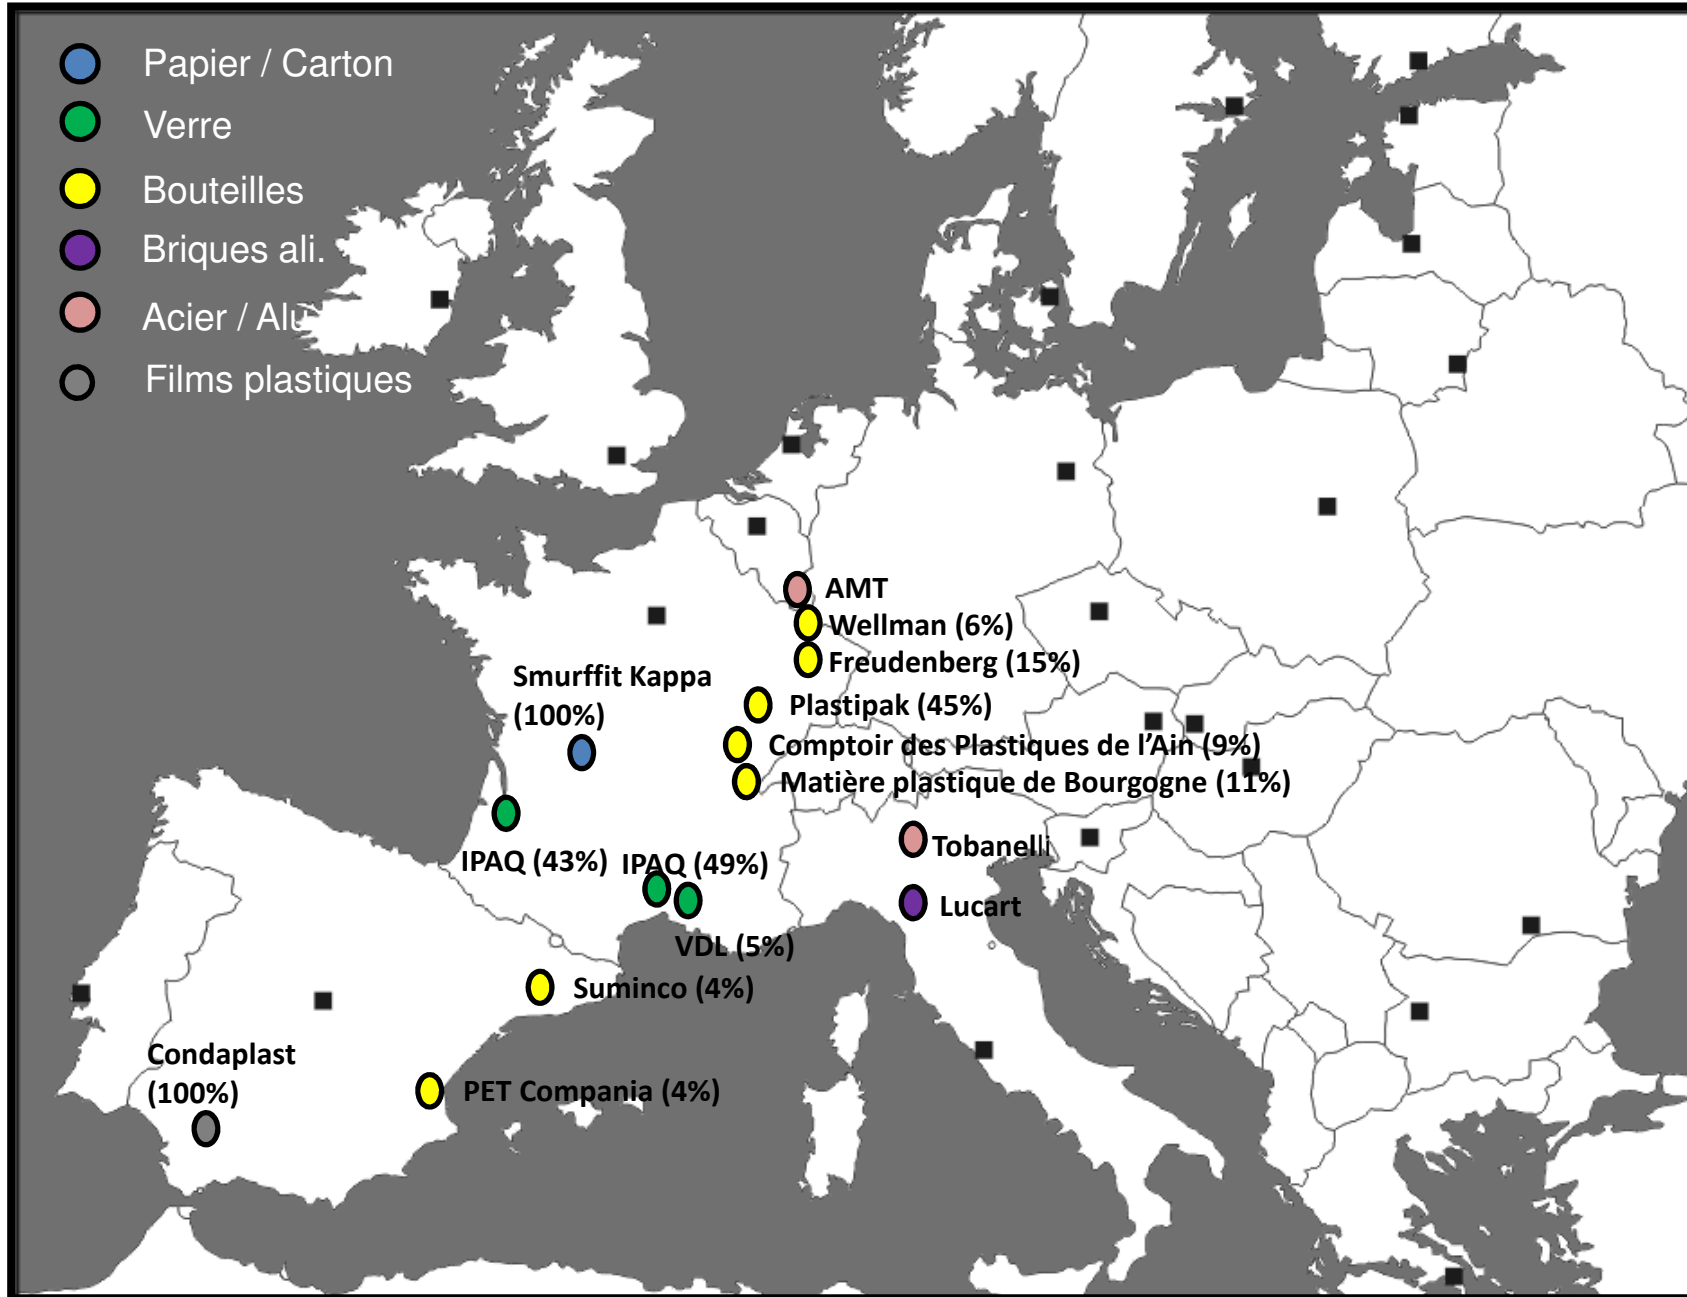 Papier / Carton
Verre
Bouteilles
Briques ali.
Acier / Alu
Films plastiques
AMT
Wellman (6%)
Freudenberg (15%)
Smurffit Kappa
(100%)
Plastipak (45%)
Comptoir des Plastiques de l'Ain (9%)
Matière plastique de Bourgogne (11%)
Tobanelli
IPAQ (43%)
IPAQ (49%)
Lucart
VDL (5%)
Suminco (4%)
Condaplast
(100%)
PET Compania (4%)